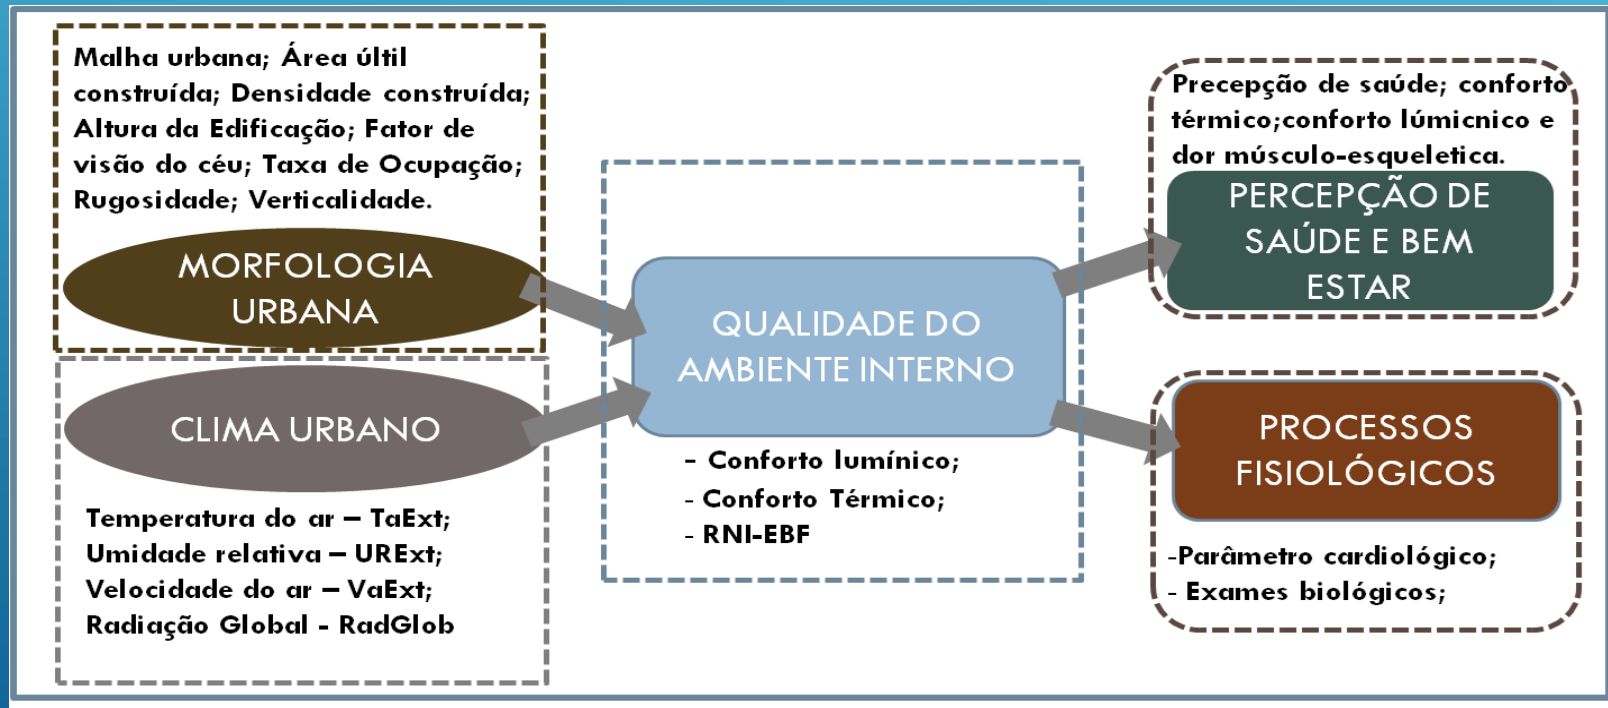 Malha urbana; Área últil
construída; Densidade construída;
Altura da Edificação; Fator de
visão do céu; Taxa de Ocupação;
Rugosidade; Verticalidade.
MORFOLOGIA
URBANA
CLIMA URBANO
Temperatura do ar – TaExt;
Umidade relativa – URExt;
Velocidade do ar – VaExt;
Radiação Global - RadGlob
QUALIDADE DO
AMBIENTE INTERNO
- Conforto lumínico;
- Conforto Térmico;
- RNI-EBF
Precepção de saúde; conforto
térmico;conforto lúmicnico e
dor músculo-esqueletica.
PERCEPÇÃO DE
SAÚDE E BEM
ESTAR
PROCESSOS
FISIOLÓGICOS
-Parâmetro cardiológico;
- Exames biológicos;